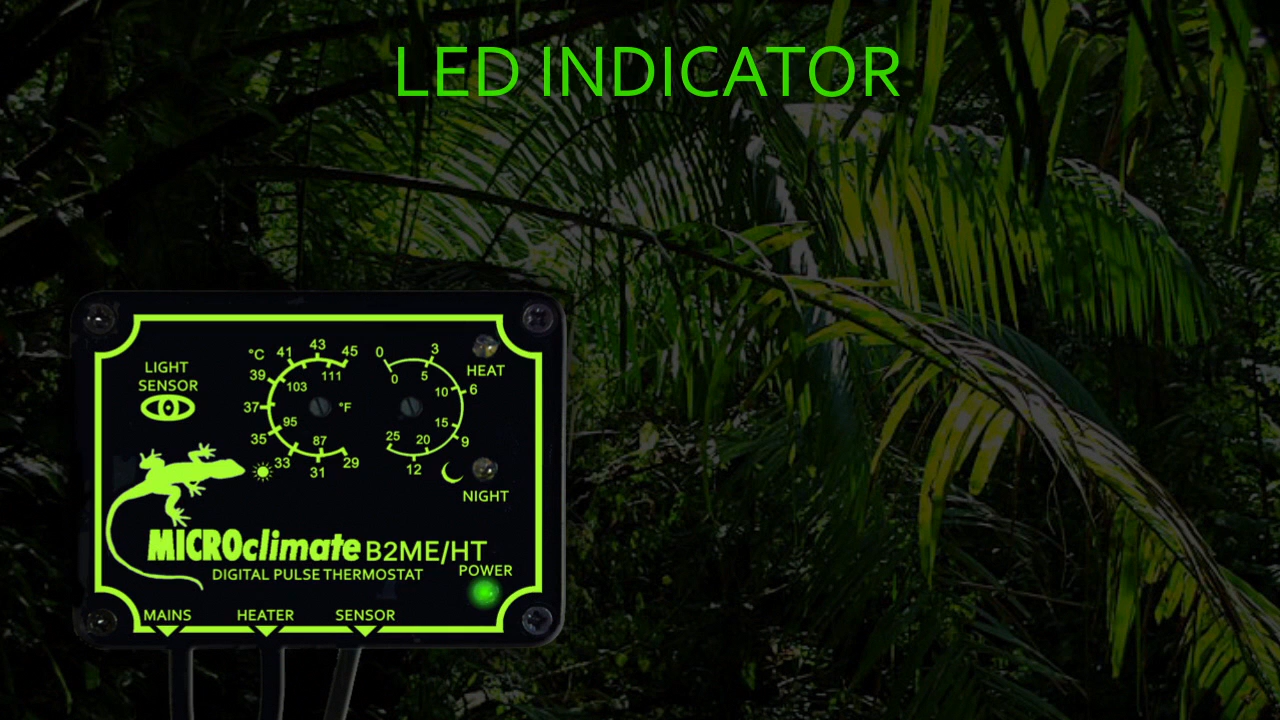 LED INDICATOR
LIGHT
SENSOR
°C 41 43 45
39 103 111
37 °F
35 95
33 87 29
31
0 3
0 5
10 6
15 9
25 20
12
HEAT
NIGHT
MICROclimate B2ME/HT
DIGITAL PULSE THERMOSTAT
POWER
MAINS HEATER SENSOR